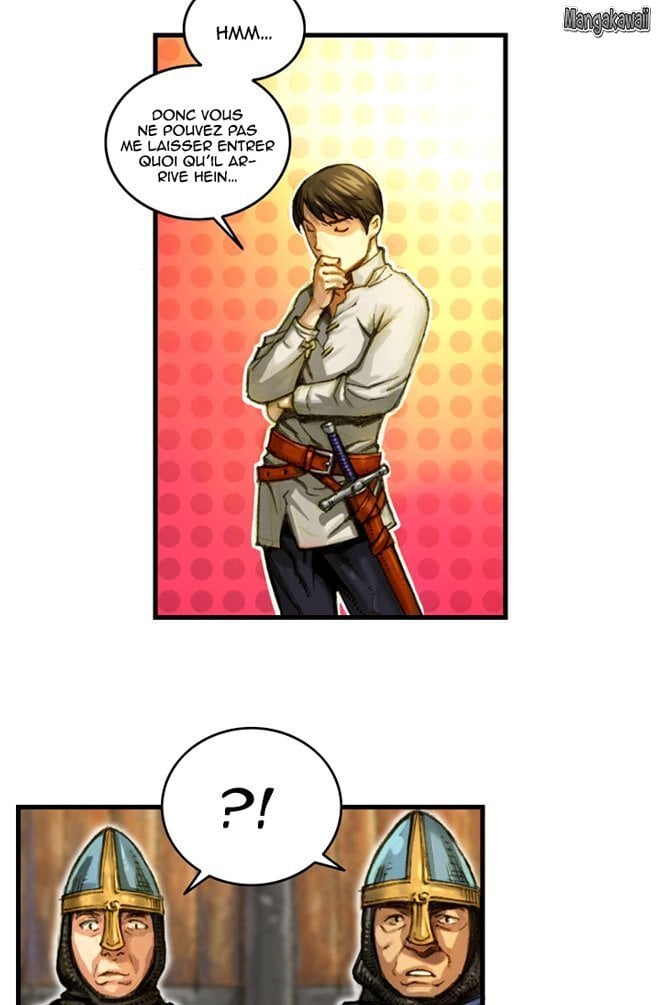 Mangakawaii
HMM...
DONC VOUS
NE POUVEZ PAS
ME LAISSER ENTRER
QUOI QU'IL AR-
RIVE HEIN...
?!